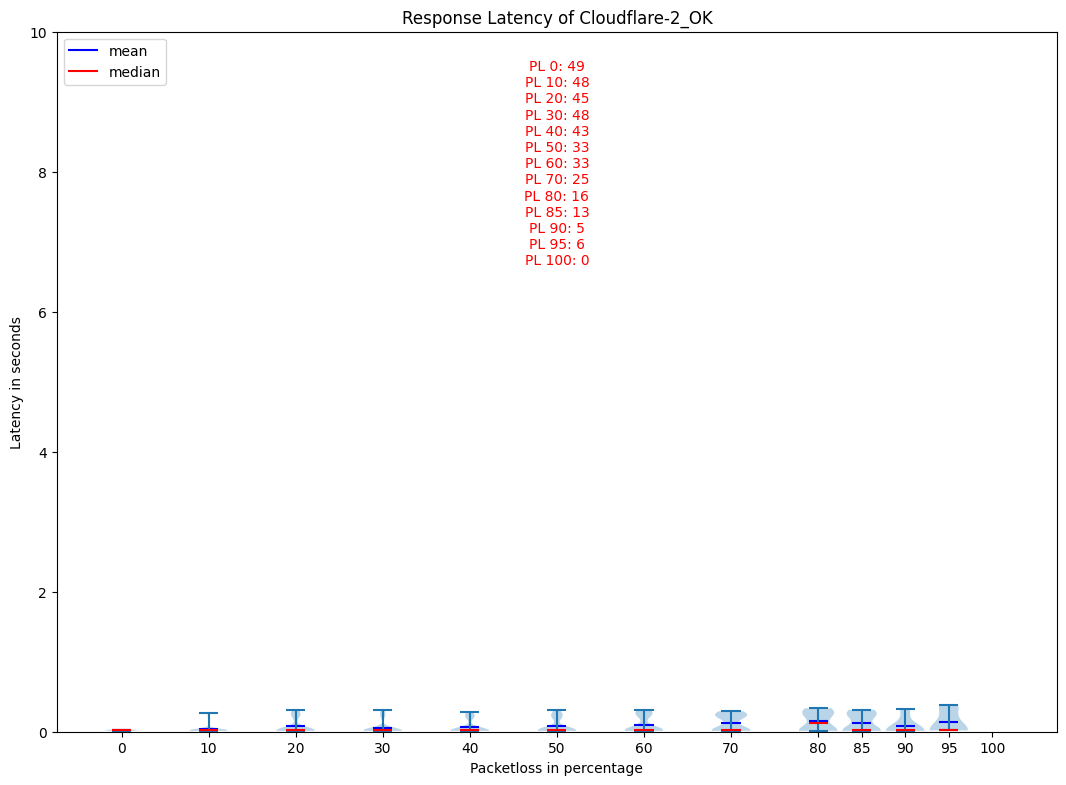 Response Latency of Cloudflare-2_OK
mean
median
PL 0: 49
PL 10: 48
PL 20: 45
PL 30: 48
PL 40: 43
PL 50: 33
PL 60: 33
PL 70: 25
PL 80: 16
PL 85: 13
PL 90: 5
PL 95: 6
PL 100: 0
Latency in seconds
10
8
6
4
2
0
0 10 20 30 40 50 60 70 80 85 90 95 100
Packetloss in percentage